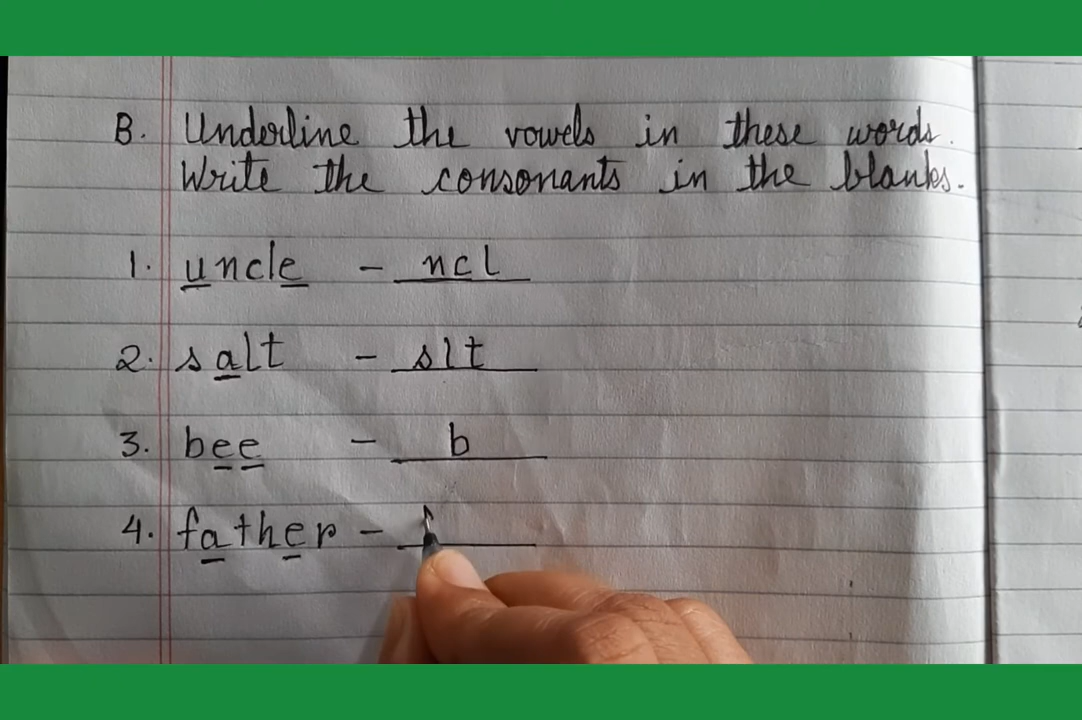 B. Underline the vowels in these words.
Write the consonants in the blanks.
1. uncle - ncl
2. salt - slt
3. bee - b
4. father -